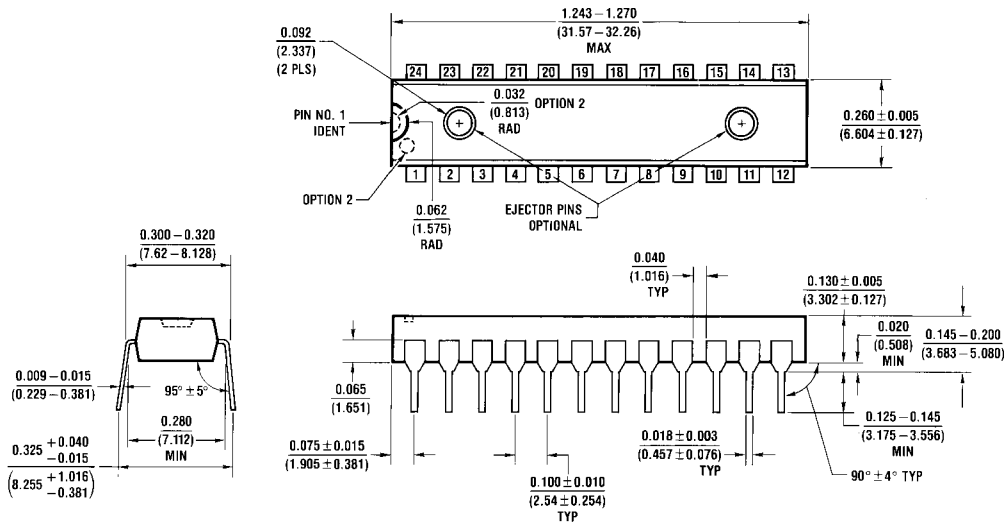 1.243 – 1.270
(31.57 – 32.26)
MAX
0.092
(2.337)
(2 PLS)
24 23 22 21 20 19 18 17 16 15 14 13
0.032
(0.813)
RAD
OPTION 2
PIN NO. 1
IDENT
0.260 ± 0.005
(6.604 ± 0.127)
1 2 3 4 5 6 7 8 9 10 11 12
OPTION 2
0.062
(1.575)
RAD
EJECTOR PINS
OPTIONAL
0.300 – 0.320
(7.62 – 8.128)
0.040
(1.016)
TYP
0.130 ± 0.005
(3.302 ± 0.127)
0.020
(0.508)
MIN
0.145 – 0.200
(3.683 – 5.080)
0.009 – 0.015
(0.229 – 0.381)
95° ± 5°
0.065
(1.651)
0.280
(7.112)
MIN
0.125 – 0.145
(3.175 – 3.556)
MIN
0.325 +0.040 −0.015
(8.255 +1.016 −0.381)
0.075 ± 0.015
(1.905 ± 0.381)
0.018 ± 0.003
(0.457 ± 0.076)
TYP
90° ± 4° TYP
0.100 ± 0.010
(2.54 ± 0.254)
TYP